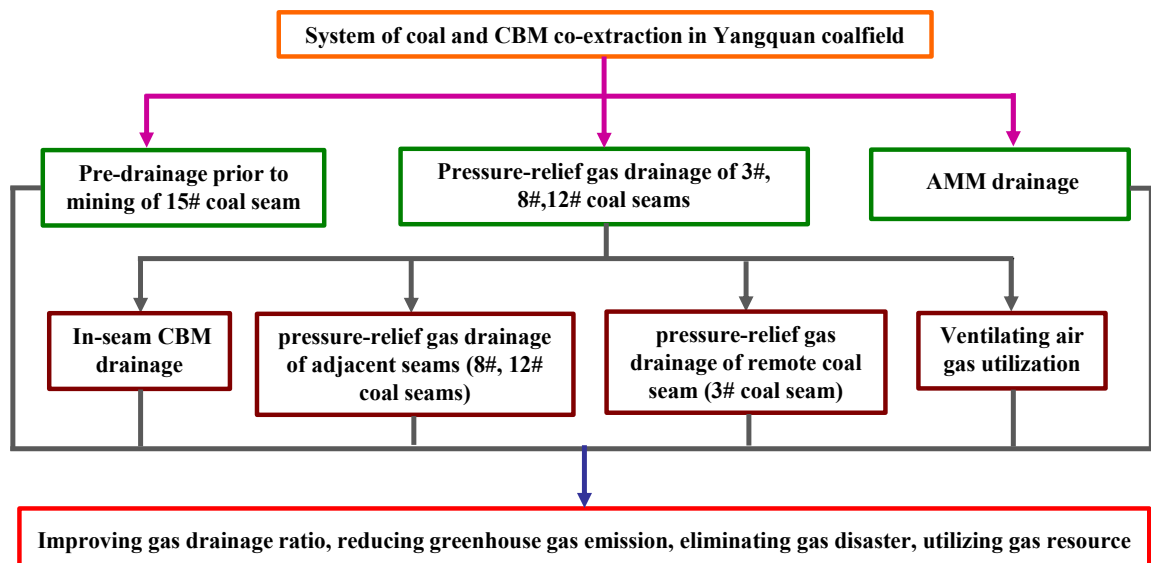 System of coal and CBM co-extraction in Yangquan coalfield
Pre-drainage prior to
mining of 15# coal seam
Pressure-relief gas drainage of 3#,
8#,12# coal seams
AMM drainage
In-seam CBM
drainage
pressure-relief gas drainage
of adjacent seams (8#, 12#
coal seams)
pressure-relief gas
drainage of remote coal
seam (3# coal seam)
Ventilating air
gas utilization
Improving gas drainage ratio, reducing greenhouse gas emission, eliminating gas disaster, utilizing gas resource